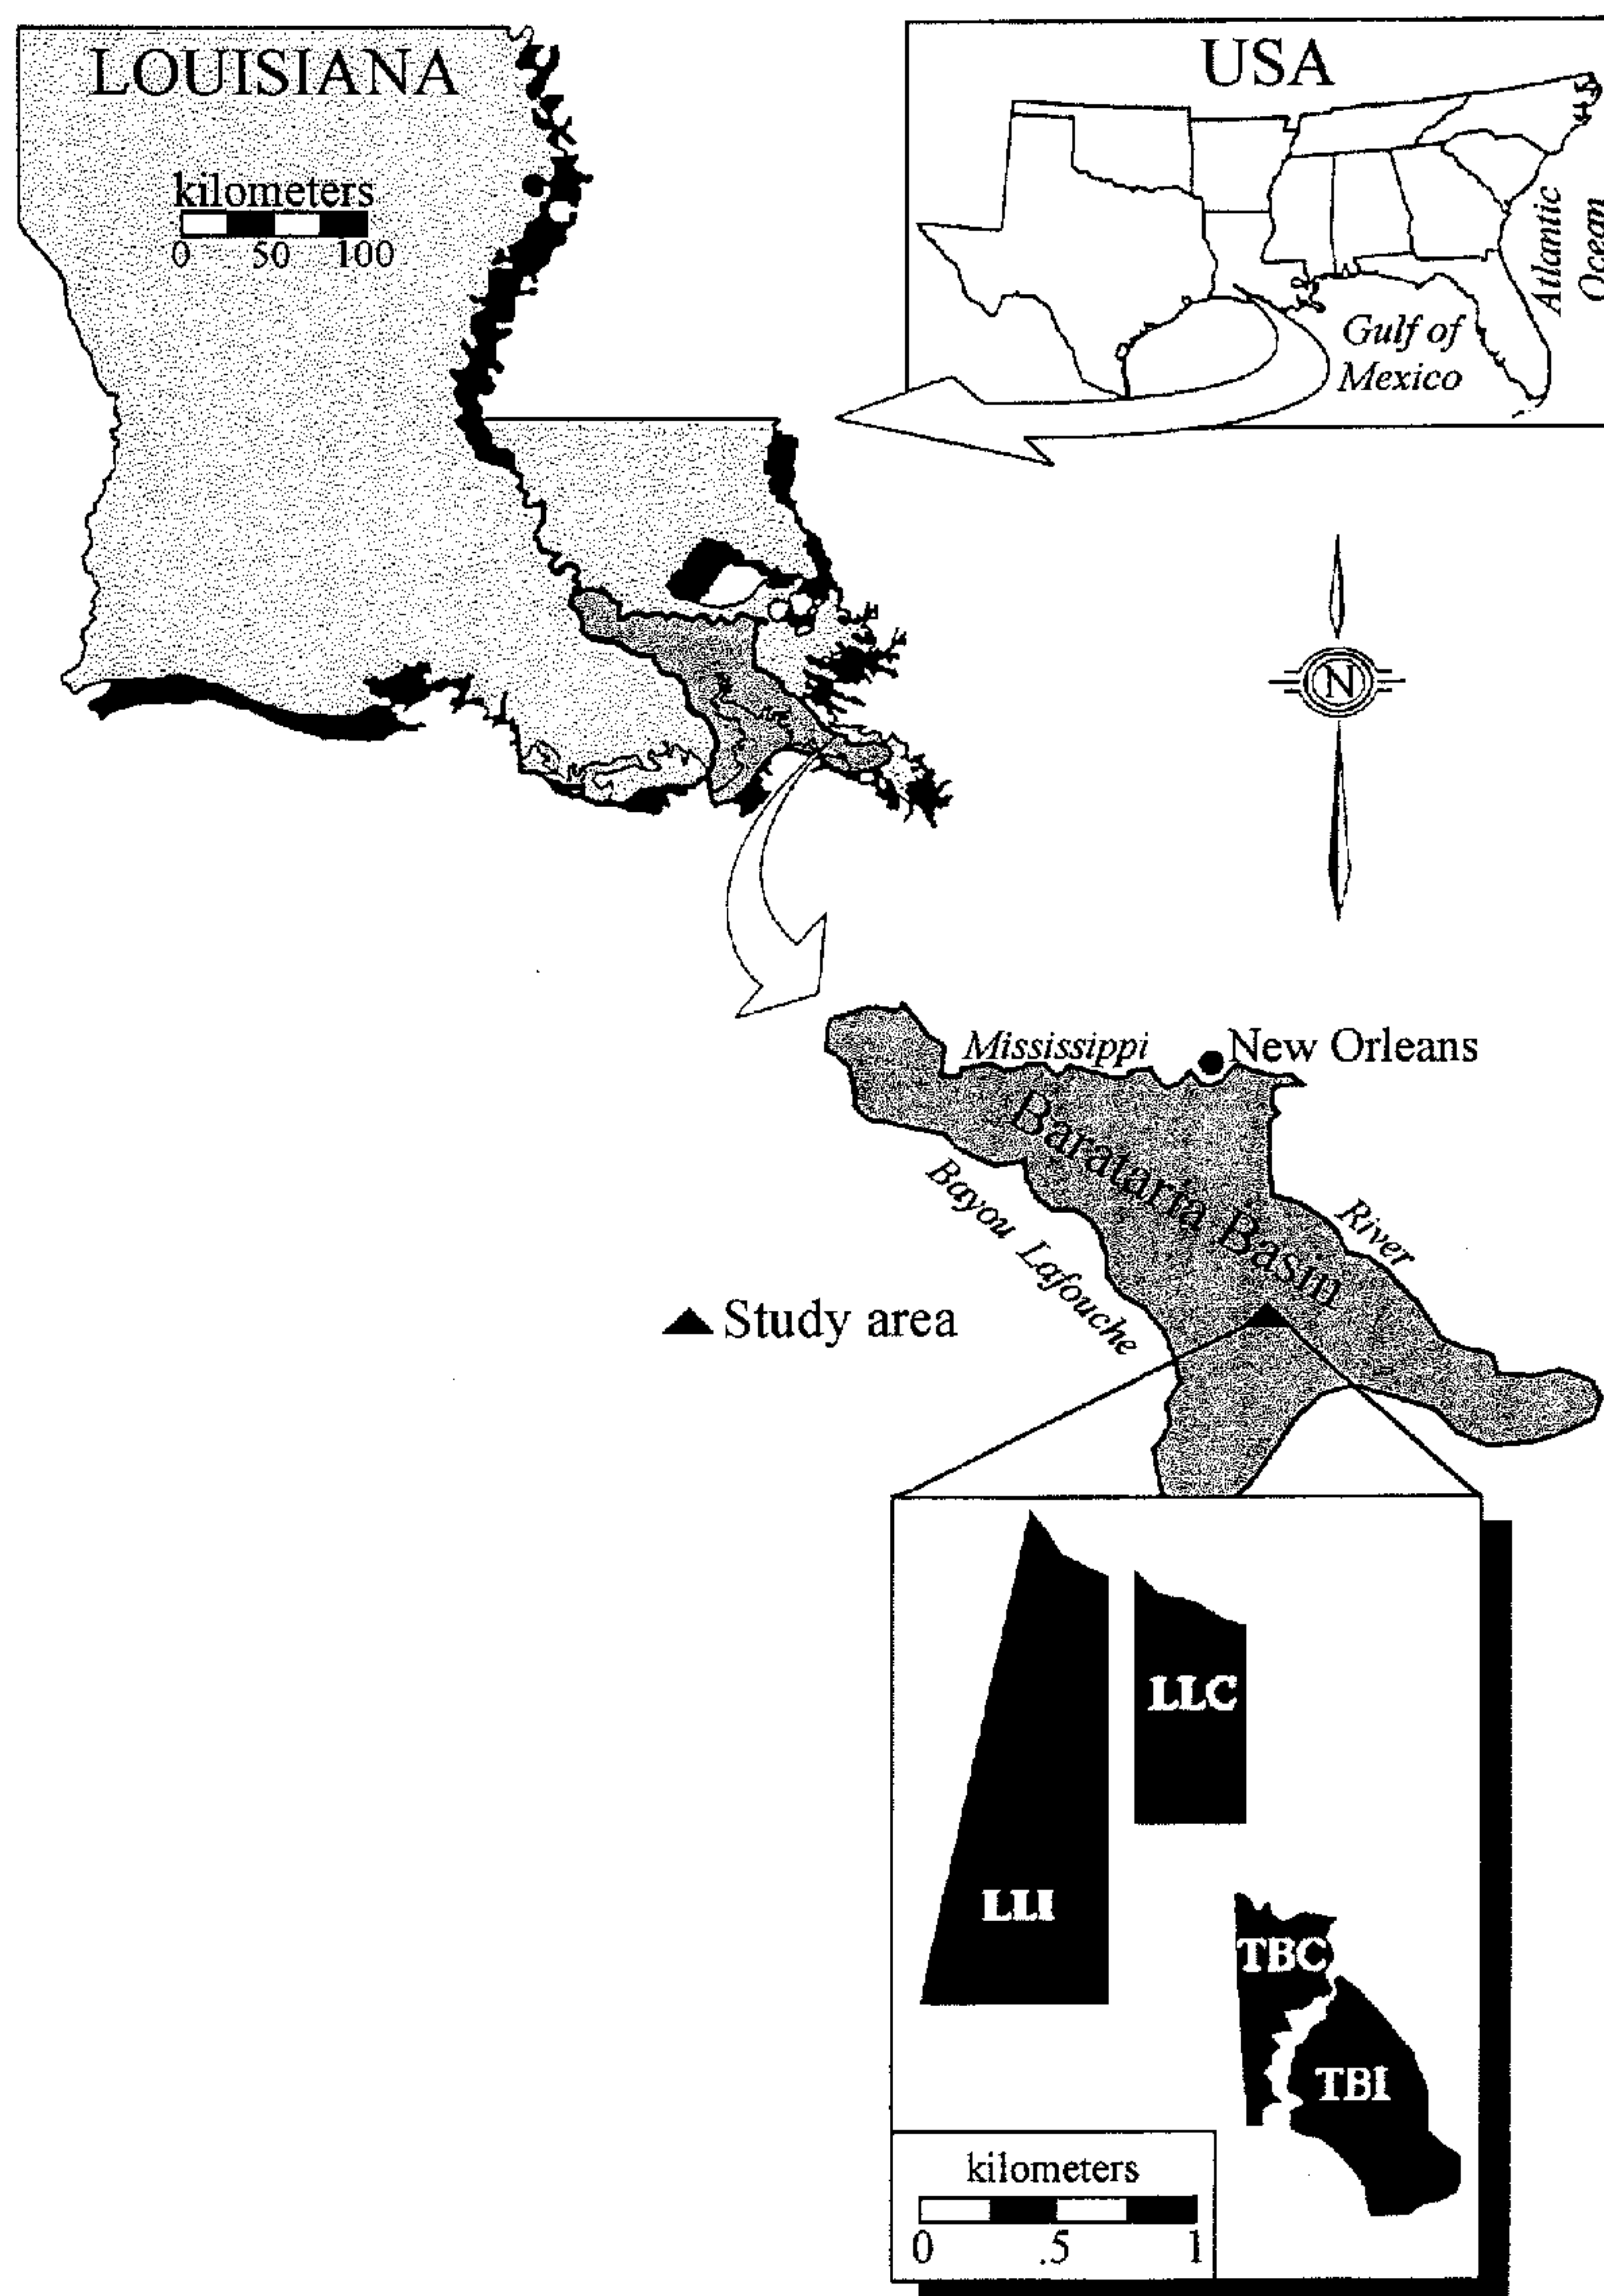 LOUISIANA
kilometers
0 50 100
USA
Atlantic
Ocean
Gulf of
Mexico
N
Mississippi
New Orleans
Barataria Basin
River
Bayou Lafouche
Study area
LLC
LLI
TBC
TBI
kilometers
0 .5 1